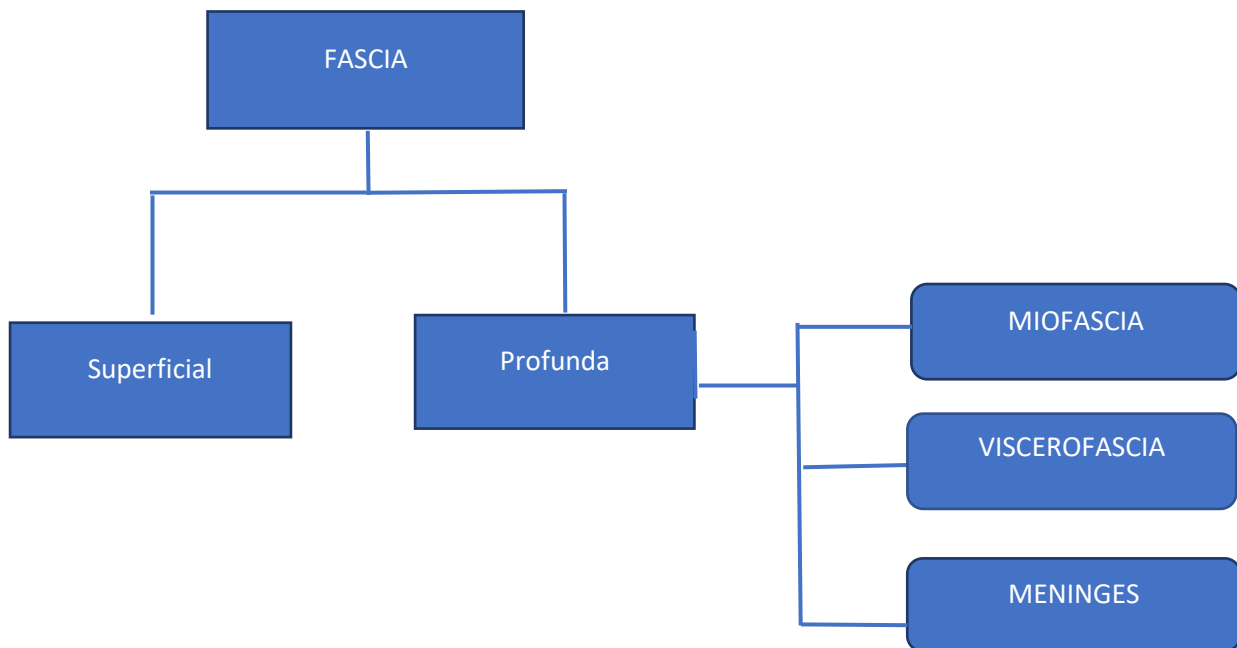 FASCIA
Superficial
Profunda
MIOFASCIA
VISCEROFASCIA
MENINGES